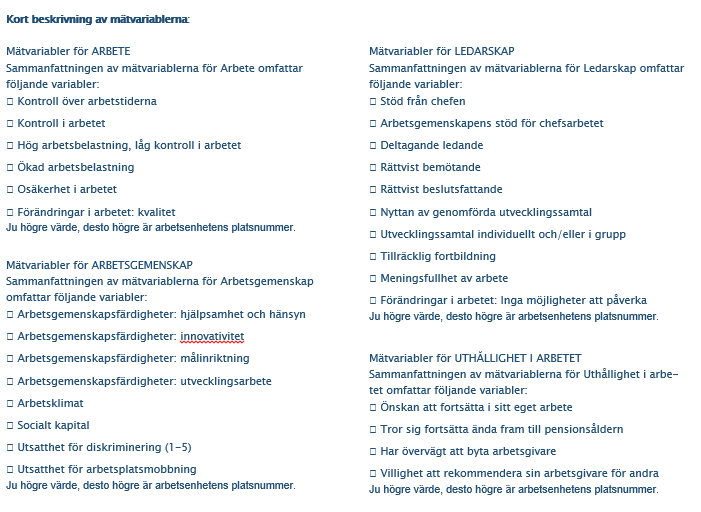 Kort beskrivning av mätvariablerna:
Mätvariabler för ARBETE
Sammanfattningen av mätvariablerna för Arbete omfattar
följande variabler:
Kontroll över arbetstiderna
Kontroll i arbetet
Hög arbetsbelastning, låg kontroll i arbetet
Ökad arbetsbelastning
Osäkerhet i arbetet
Förändringar i arbetet: kvalitet
Ju högre värde, desto högre är arbetsenhetens platsnummer.
Mätvariabler för ARBETSGEMENSKAP
Sammanfattningen av mätvariablerna för Arbetsgemenskap
omfattar följande variabler:
Arbetsgemenskapsfärdigheter: hjälpsamhet och hänsyn
Arbetsgemenskapsfärdigheter: innovativitet
Arbetsgemenskapsfärdigheter: målinriktning
Arbetsgemenskapsfärdigheter: utvecklingsarbete
Arbetsklimat
Socialt kapital
Utsatthet för diskriminering (1-5)
Utsatthet för arbetsplatsmobbning
Ju högre värde, desto högre är arbetsenhetens platsnummer.
Mätvariabler för LEDARSKAP
Sammanfattningen av mätvariablerna för Ledarskap omfattar
följande variabler:
Stöd från chefen
Arbetsgemenskapens stöd för chefsarbetet
Deltagande ledande
Rättvist bemötande
Rättvist beslutsfattande
Nyttan av genomförda utvecklingssamtal
Utvecklingssamtal individuellt och/eller i grupp
Tillräcklig fortbildning
Meningsfullhet av arbete
Förändringar i arbetet: Inga möjligheter att påverka
Ju högre värde, desto högre är arbetsenhetens platsnummer.
Mätvariabler för UTHÅLLIGHET I ARBETET
Sammanfattningen av mätvariablerna för Uthållighet i arbe-
tet omfattar följande variabler:
Önskan att fortsätta i sitt eget arbete
Tror sig fortsätta ända fram till pensionsåldern
Har övervägt att byta arbetsgivare
Villighet att rekommendera sin arbetsgivare för andra
Ju högre värde, desto högre är arbetsenhetens platsnummer.